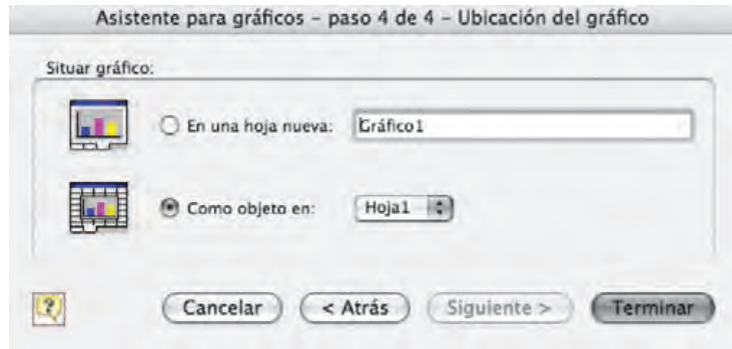 Asistente para gráficos – paso 4 de 4 – Ubicación del gráfico
Situar gráfico:
En una hoja nueva: Gráfico1
Como objeto en: Hoja1
? Cancelar < Atrás Siguiente > Terminar